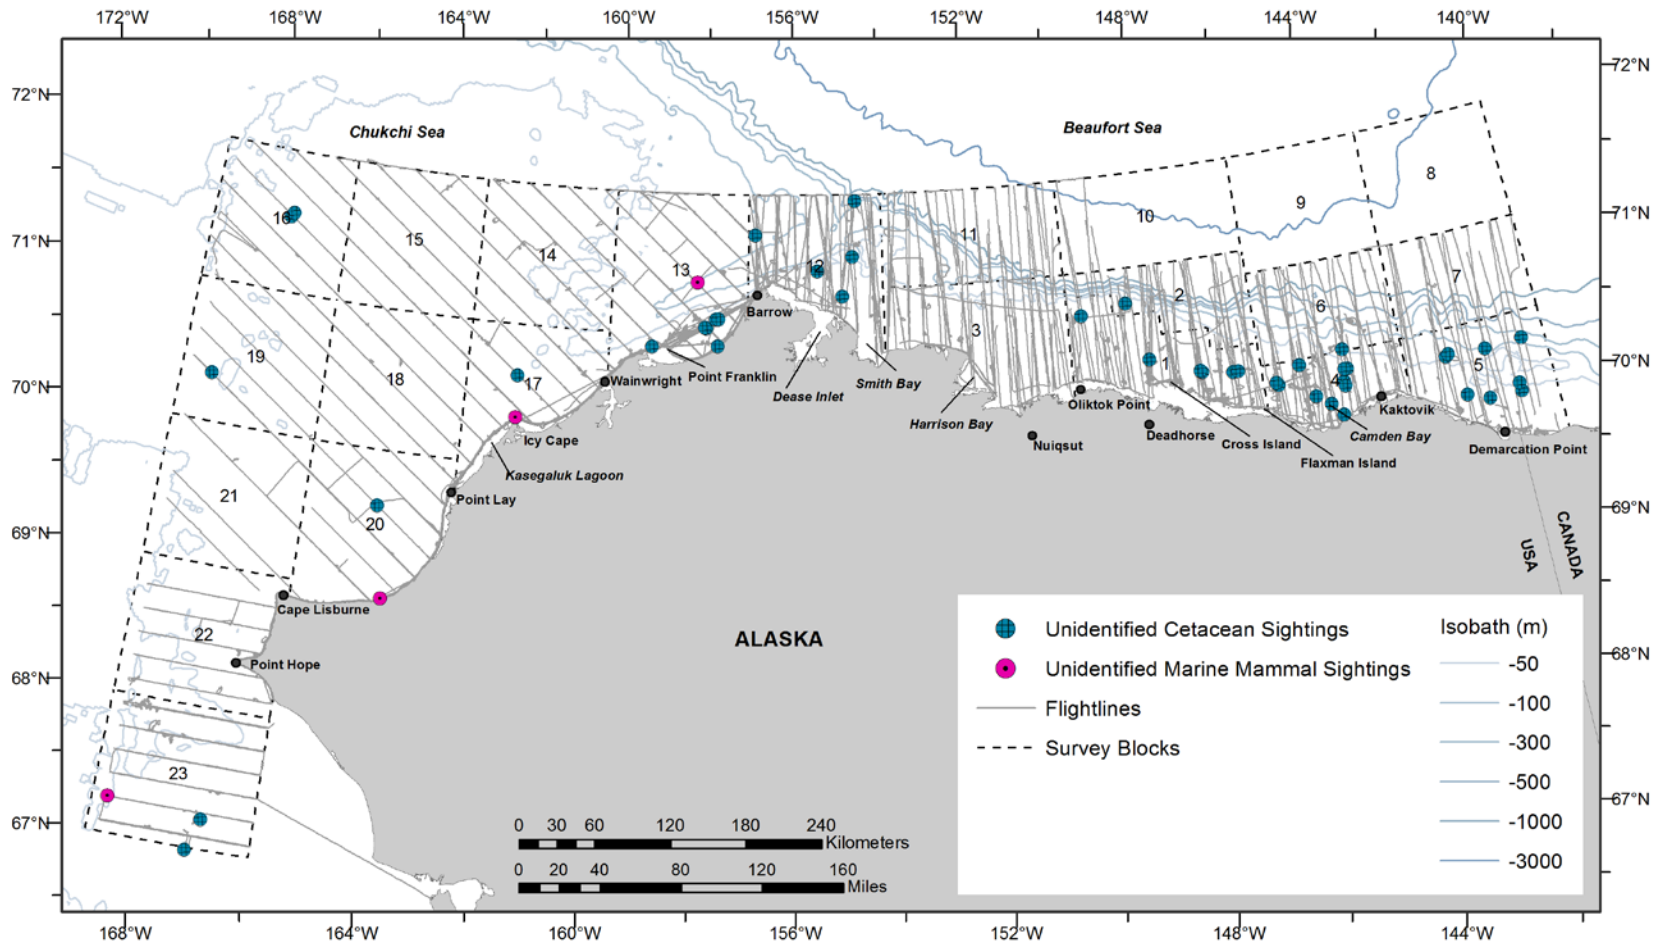 172°W 168°W 164°W 160°W 156°W 152°W 148°W 144°W 140°W
72°N
72°N
Chukchi Sea
Beaufort Sea
8
9
10
16
71°N
71°N
15
14
11
13
12
7
2
6
3
19
18
17
1
4
5
70°N
70°N
Barrow
Wainwright
Point Franklin
Dease Inlet
Smith Bay
Harrison Bay
Oliktok Point
Kaktovik
Icy Cape
Nuiqsut
Deadhorse
Cross Island
Camden Bay
Flaxman Island
Demarcation Point
Kasegaluk Lagoon
Point Lay
21
20
69°N
69°N
USA
CANADA
Cape Lisburne
22
Point Hope
ALASKA
68°N
68°N
23
67°N
67°N
Unidentified Cetacean Sightings
Unidentified Marine Mammal Sightings
Flightlines
Survey Blocks
Isobath (m)
-50
-100
-300
-500
-1000
-3000
0 30 60 120 180 240
Kilometers
0 20 40 80 120 160
Miles
168°W 164°W 160°W 156°W 152°W 148°W 144°W